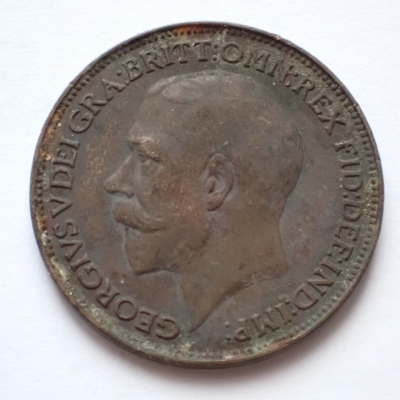 GEORGIVS V DEI GRA: BRITT: OMN: REX FID: DEF: IND: IMP: